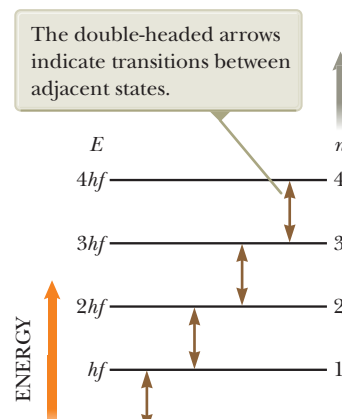 The double-headed arrows
indicate transitions between
adjacent states.
E n
4hf 4
3hf 3
2hf 2
hf 1
ENERGY